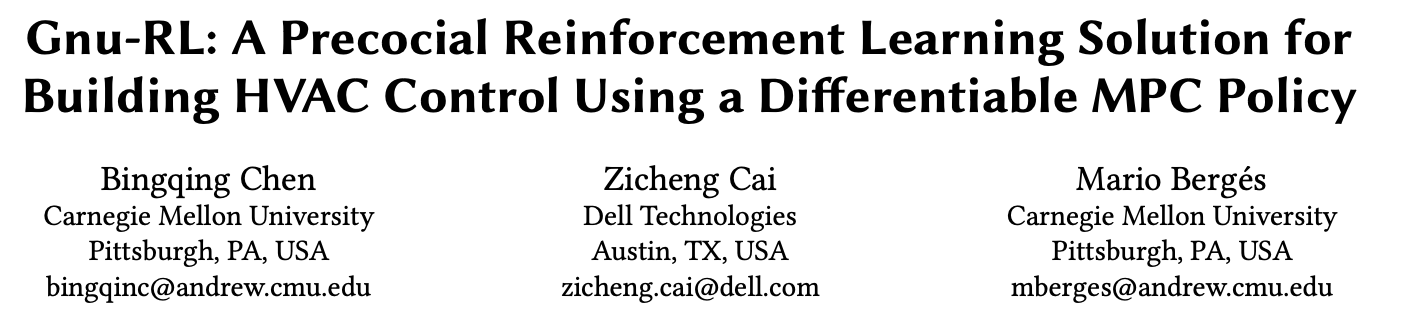 Gnu-RL: A Precocial Reinforcement Learning Solution for
Building HVAC Control Using a Differentiable MPC Policy
Bingqing Chen
Carnegie Mellon University
Pittsburgh, PA, USA
bingqinc@andrew.cmu.edu
Zicheng Cai
Dell Technologies
Austin, TX, USA
zicheng.cai@dell.com
Mario Bergés
Carnegie Mellon University
Pittsburgh, PA, USA
mberges@andrew.cmu.edu